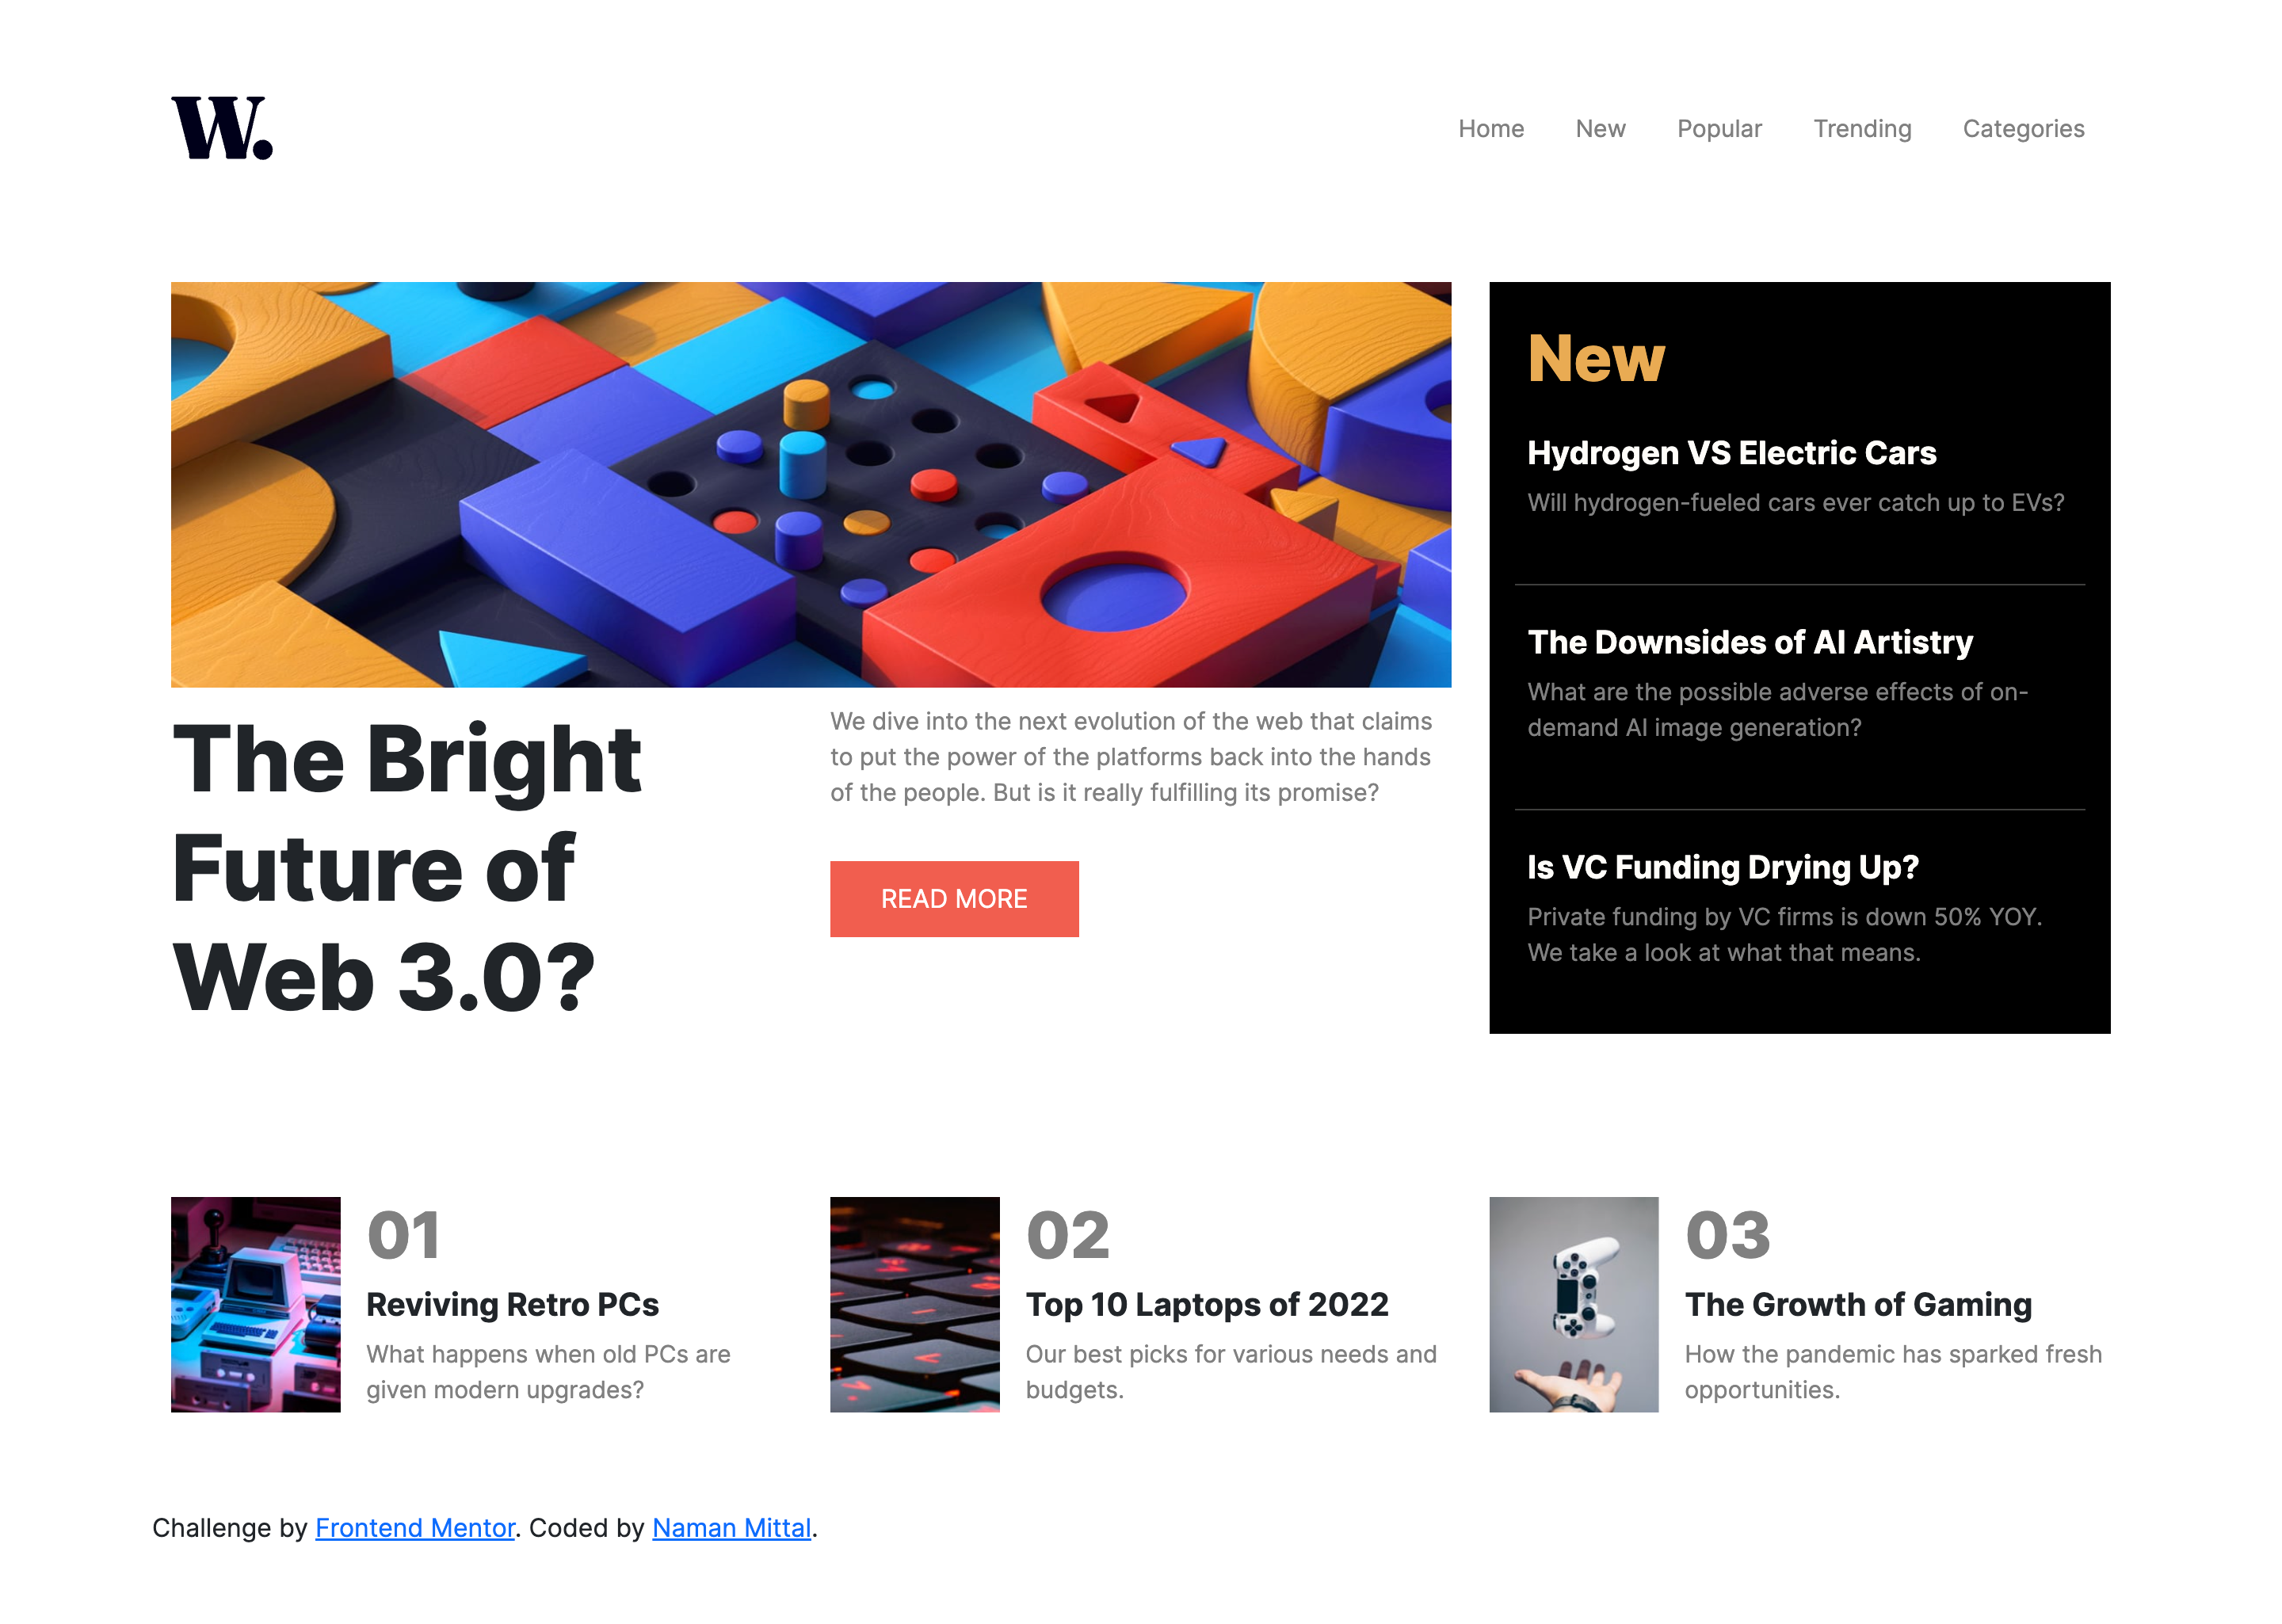 W.
Home New Popular Trending Categories
The Bright
Future of
Web 3.0?
We dive into the next evolution of the web that claims
to put the power of the platforms back into the hands
of the people. But is it really fulfilling its promise?
READ MORE
New
Hydrogen VS Electric Cars
Will hydrogen-fueled cars ever catch up to EVs?
The Downsides of AI Artistry
What are the possible adverse effects of on-
demand AI image generation?
Is VC Funding Drying Up?
Private funding by VC firms is down 50% YOY.
We take a look at what that means.
01
Reviving Retro PCs
What happens when old PCs are
given modern upgrades?
02
Top 10 Laptops of 2022
Our best picks for various needs and
budgets.
03
The Growth of Gaming
How the pandemic has sparked fresh
opportunities.
Challenge by Frontend Mentor. Coded by Naman Mittal.